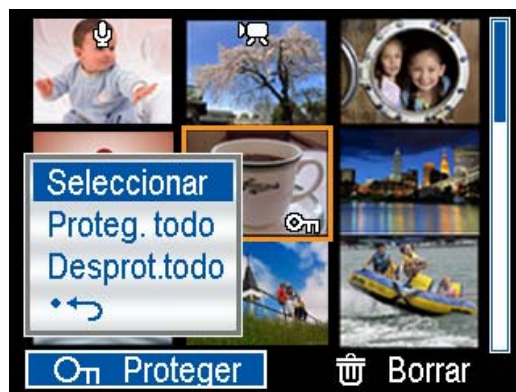 Seleccionar
Proteg. todo
Desprot.todo
Proteger
Borrar